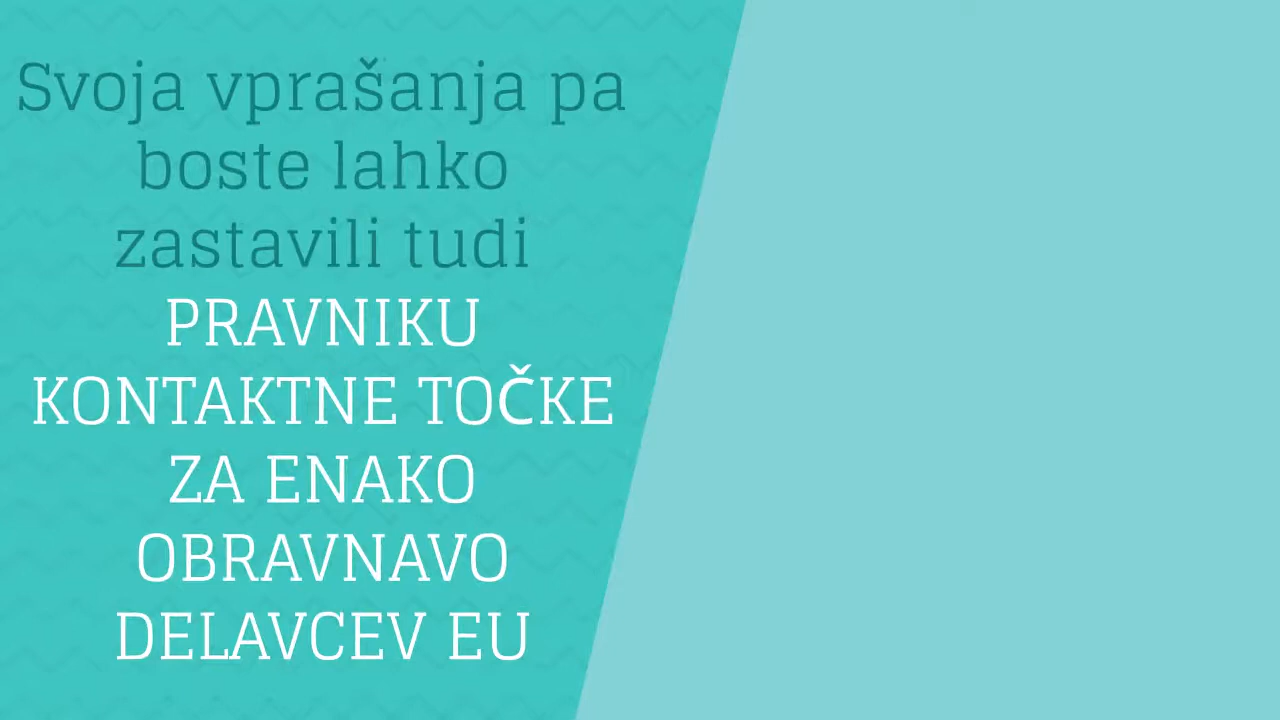 Svoja vprašanja pa
boste lahko
zastavili tudi
PRAVNIKU
KONTAKTNE TOČKE
ZA ENAKO
OBRAVNAVO
DELAVCEV EU